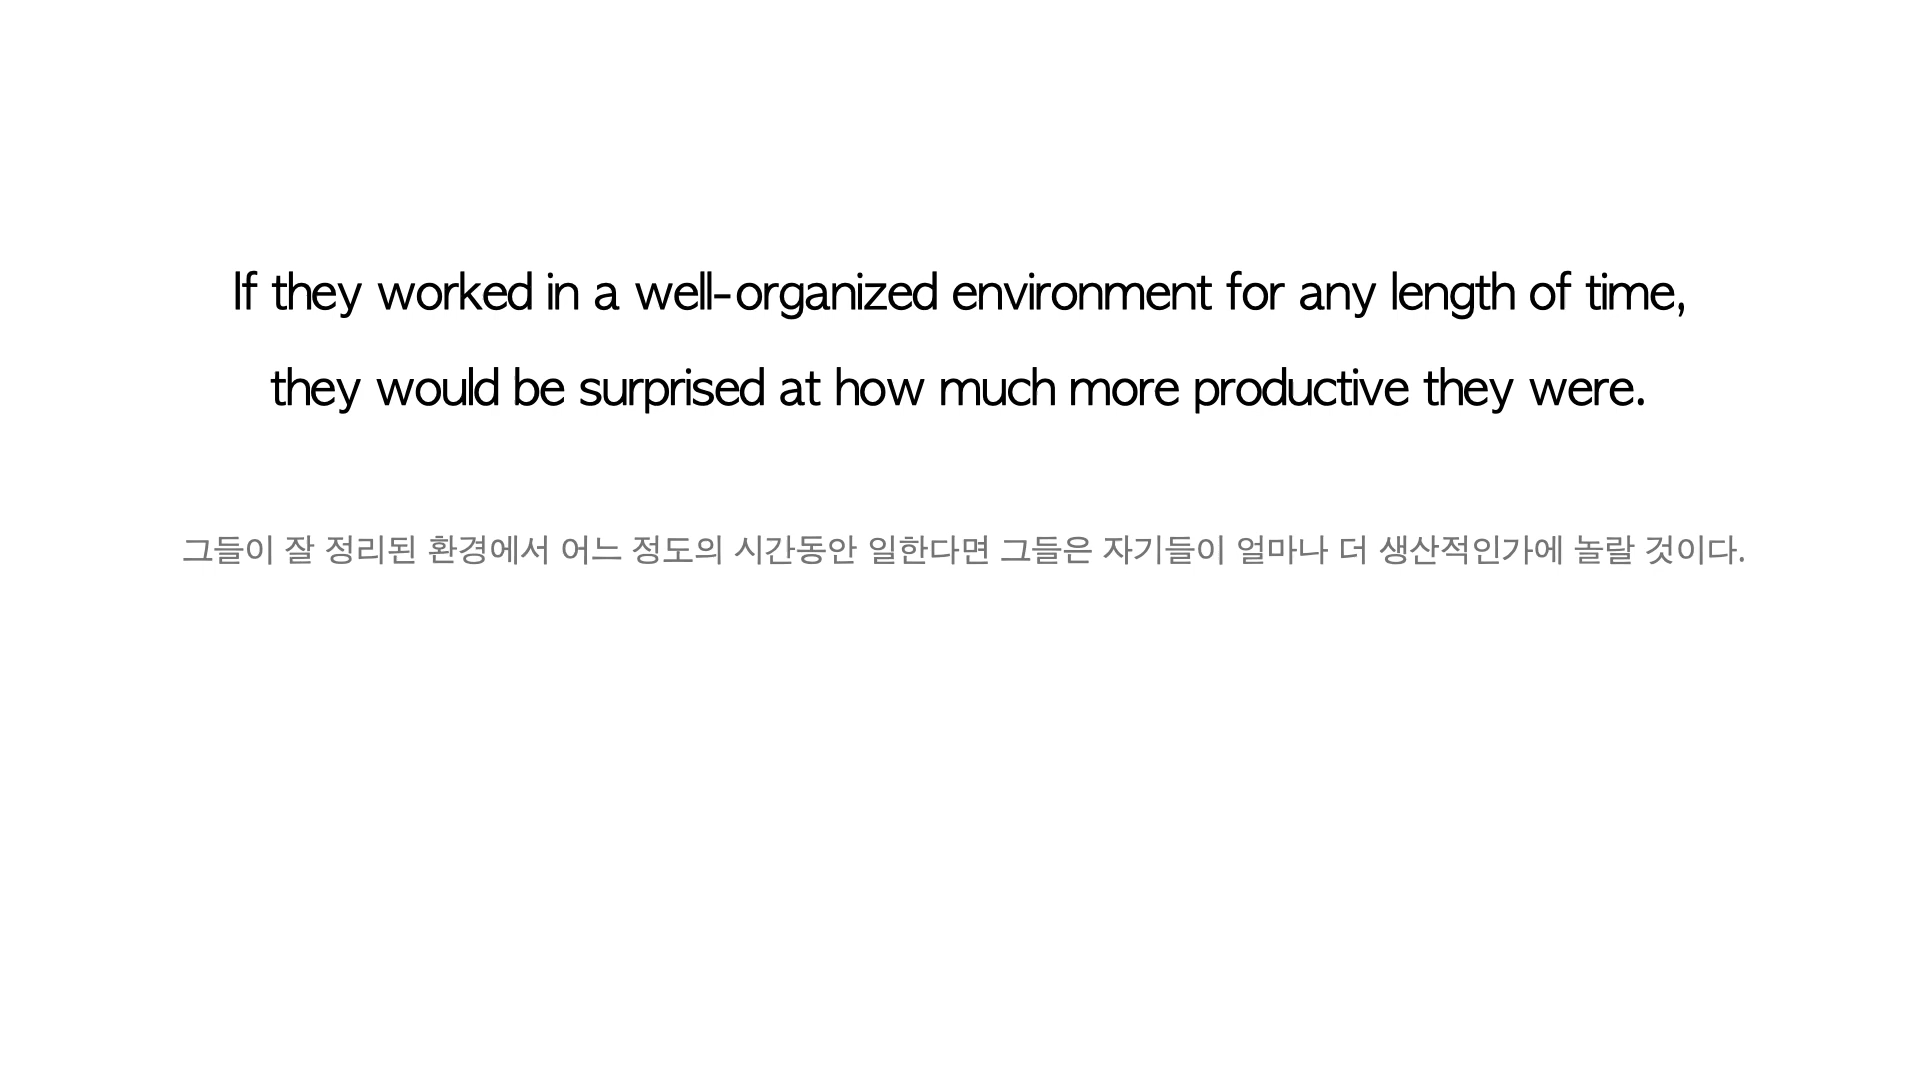 If they worked in a well-organized environment for any length of time,
they would be surprised at how much more productive they were.
그들이 잘 정리된 환경에서 어느 정도의 시간동안 일한다면 그들은 자기들이 얼마나 더 생산적인가에 놀랄 것이다.